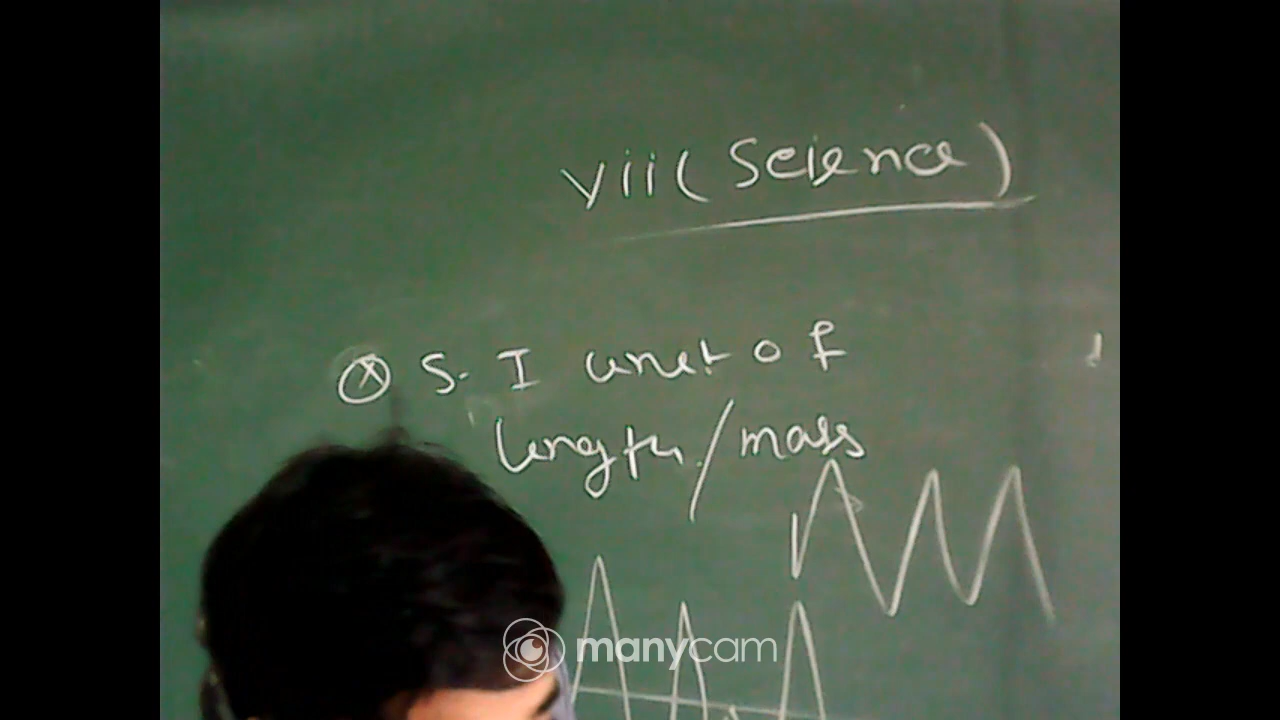 vii (Science)
S. I unit of
length / mass
manycam